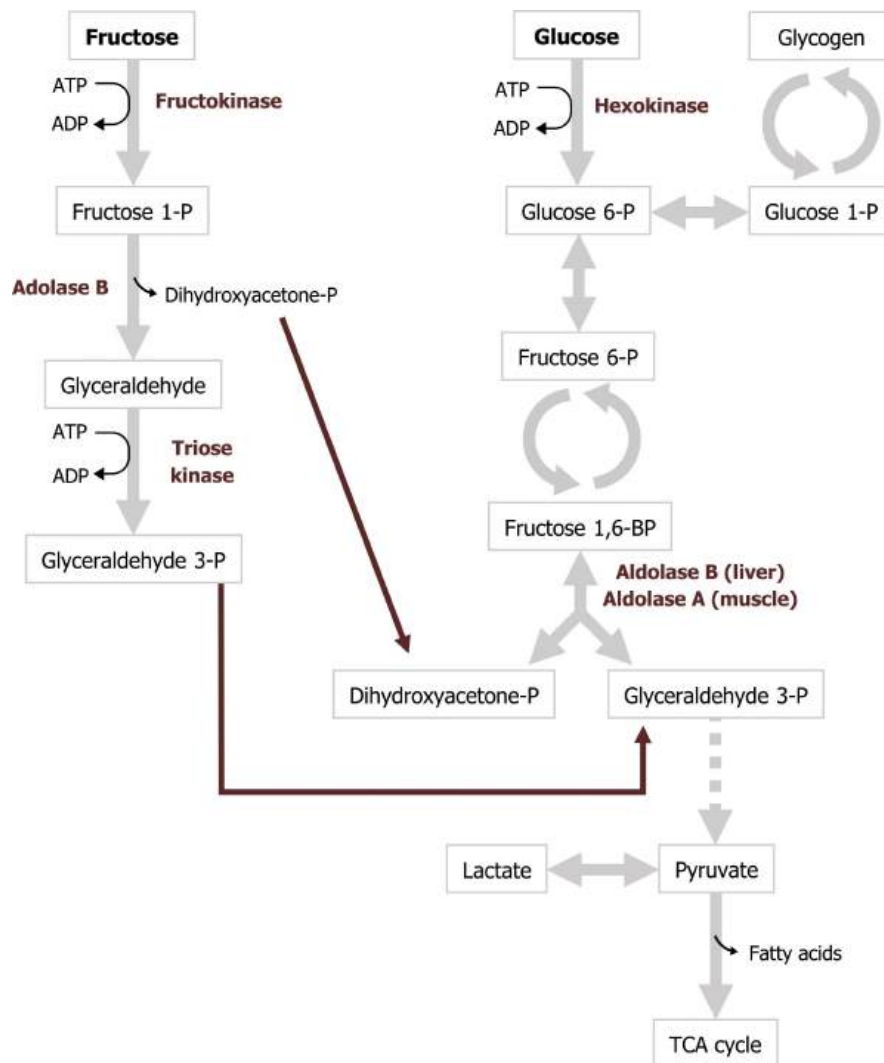 Fructose
ATP
ADP
Fructokinase
Fructose 1-P
Adolase B
Dihydroxyacetone-P
Glyceraldehyde
ATP
ADP
Triose
kinase
Glyceraldehyde 3-P
Glucose
Glycogen
ATP
ADP
Hexokinase
Glucose 6-P
Glucose 1-P
Fructose 6-P
Fructose 1,6-BP
Aldolase B (liver)
Aldolase A (muscle)
Dihydroxyacetone-P
Glyceraldehyde 3-P
Lactate
Pyruvate
Fatty acids
TCA cycle